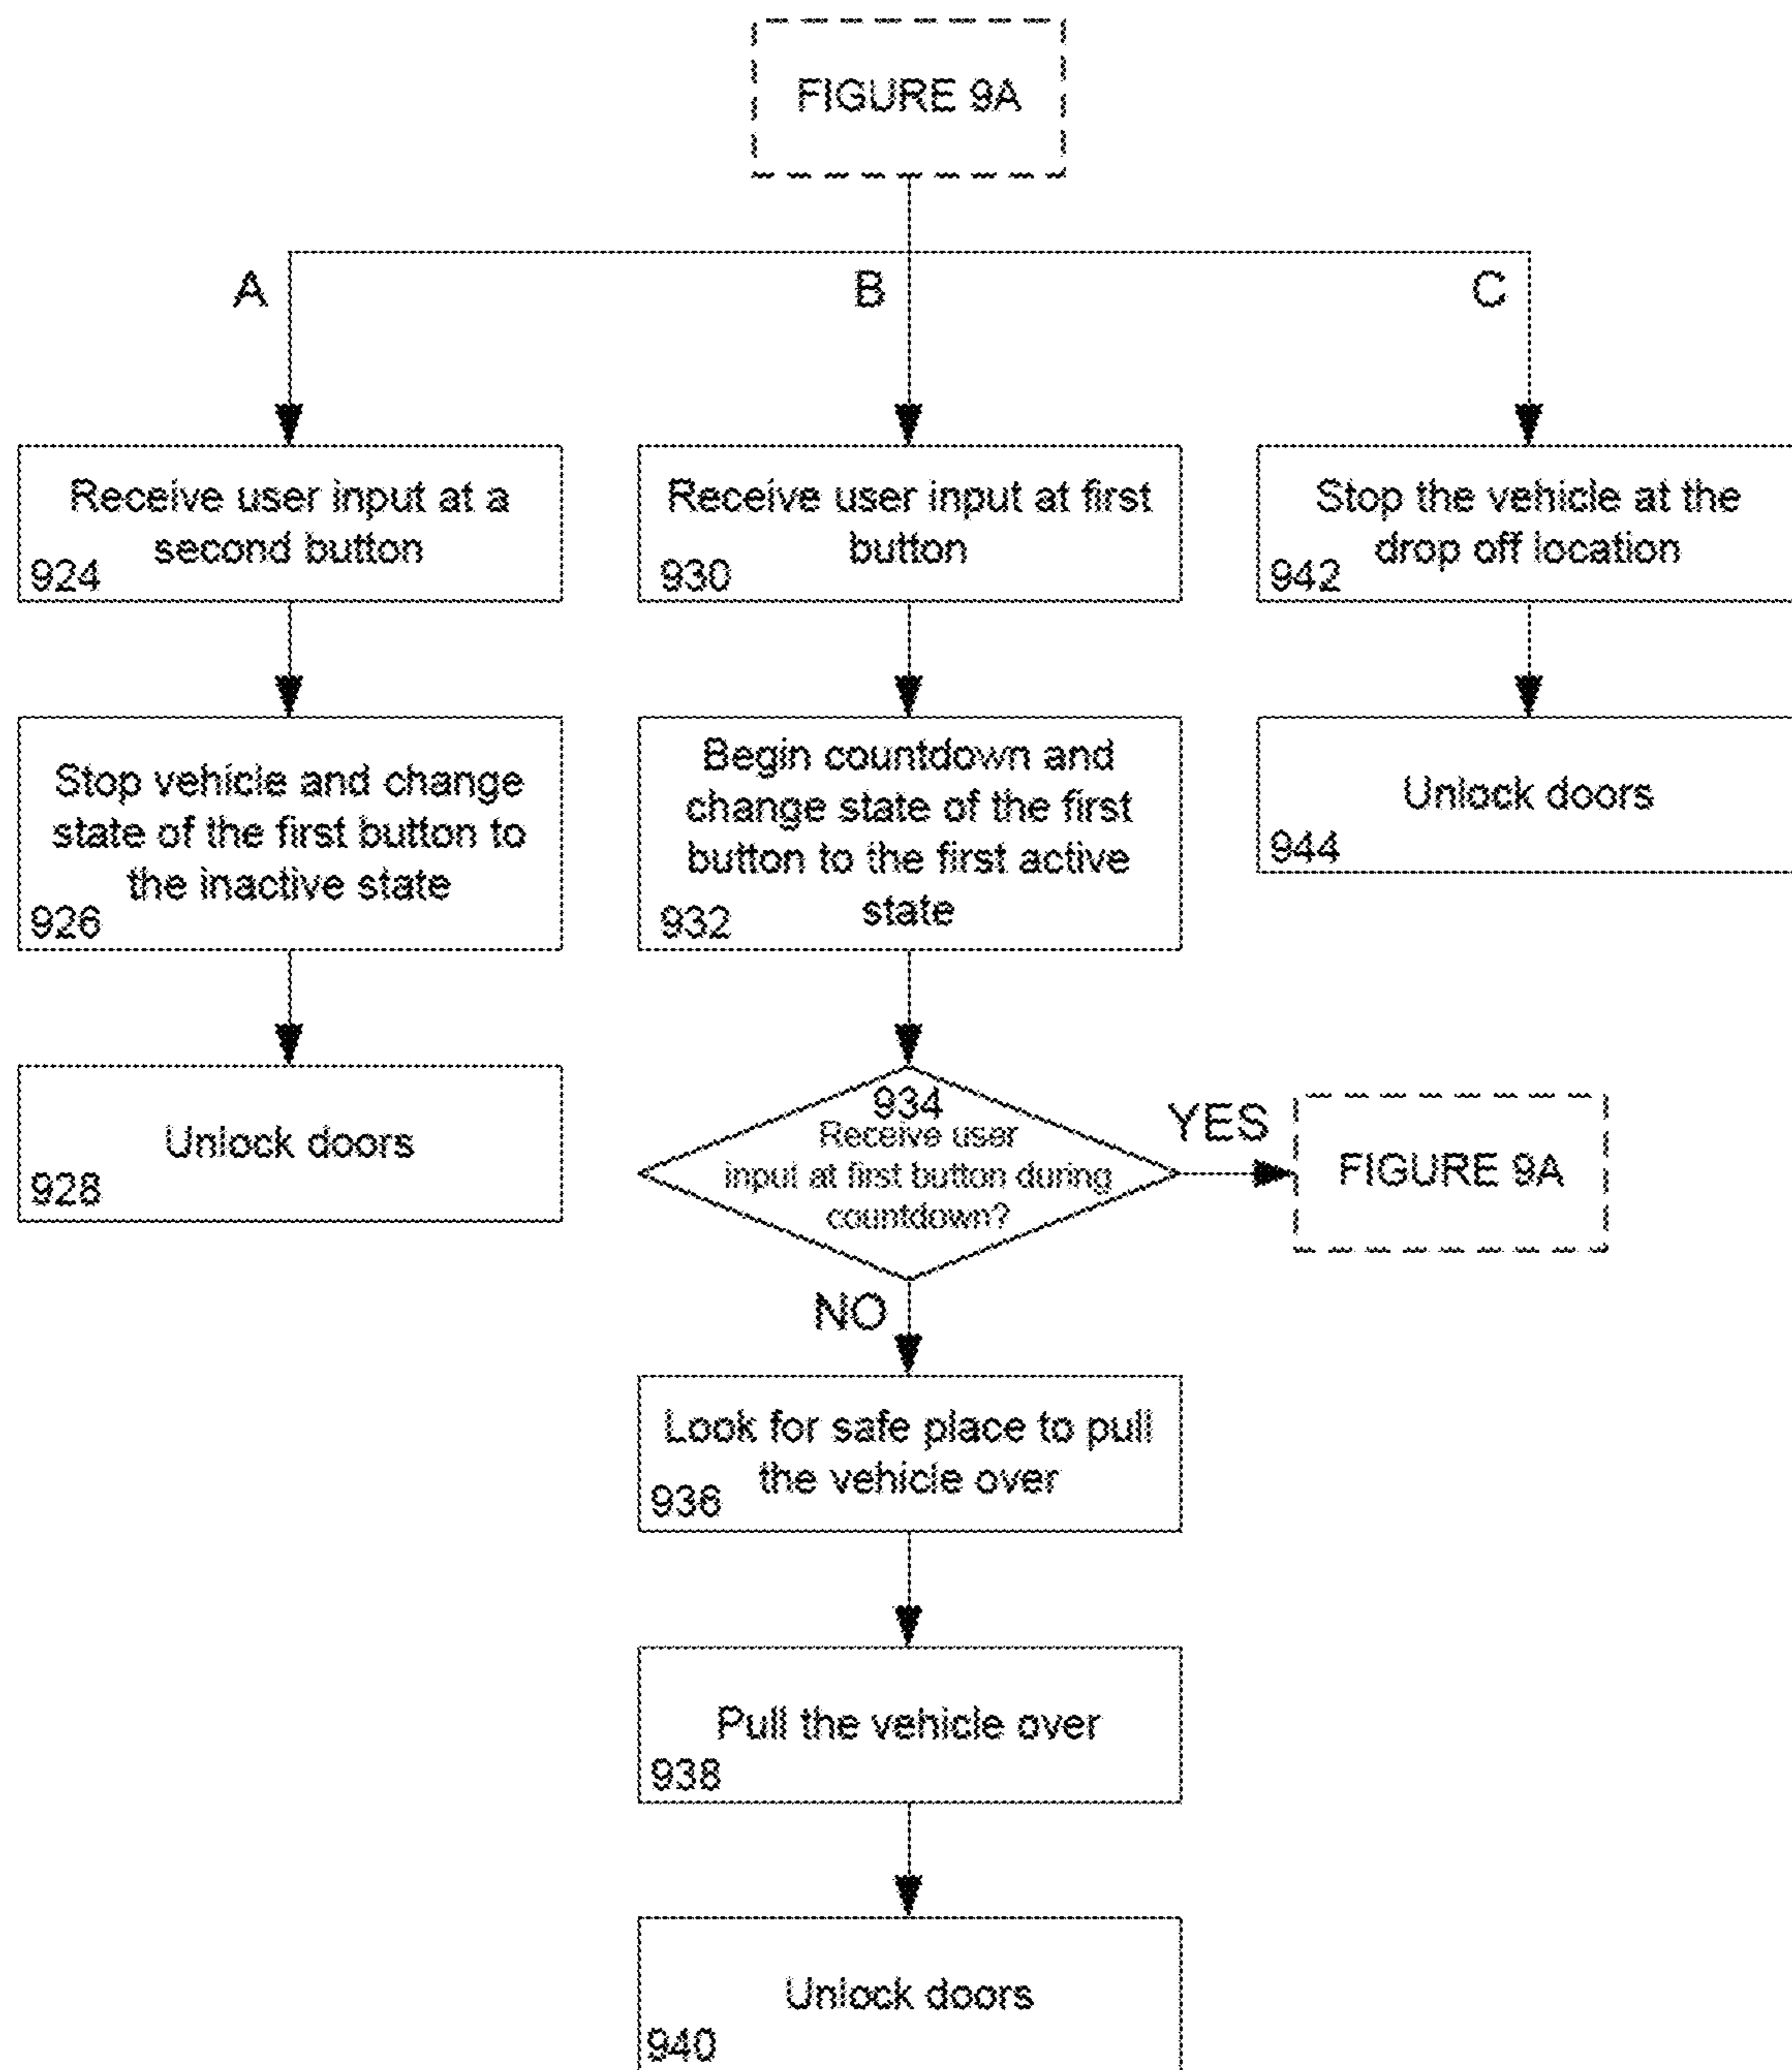 FIGURE 9A
A
B
C
Receive user input at a
second button
924
Receive user input at first
button
930
Stop the vehicle at the
drop off location
942
Stop vehicle and change
state of the first button to
the inactive state
926
Begin countdown and
change state of the first
button to the first active
state
932
Unlock doors
944
Unlock doors
928
934
Receive user
input at first button during
countdown?
YES
FIGURE 9A
NO
Look for safe place to pull
the vehicle over
936
Pull the vehicle over
938
Unlock doors
940